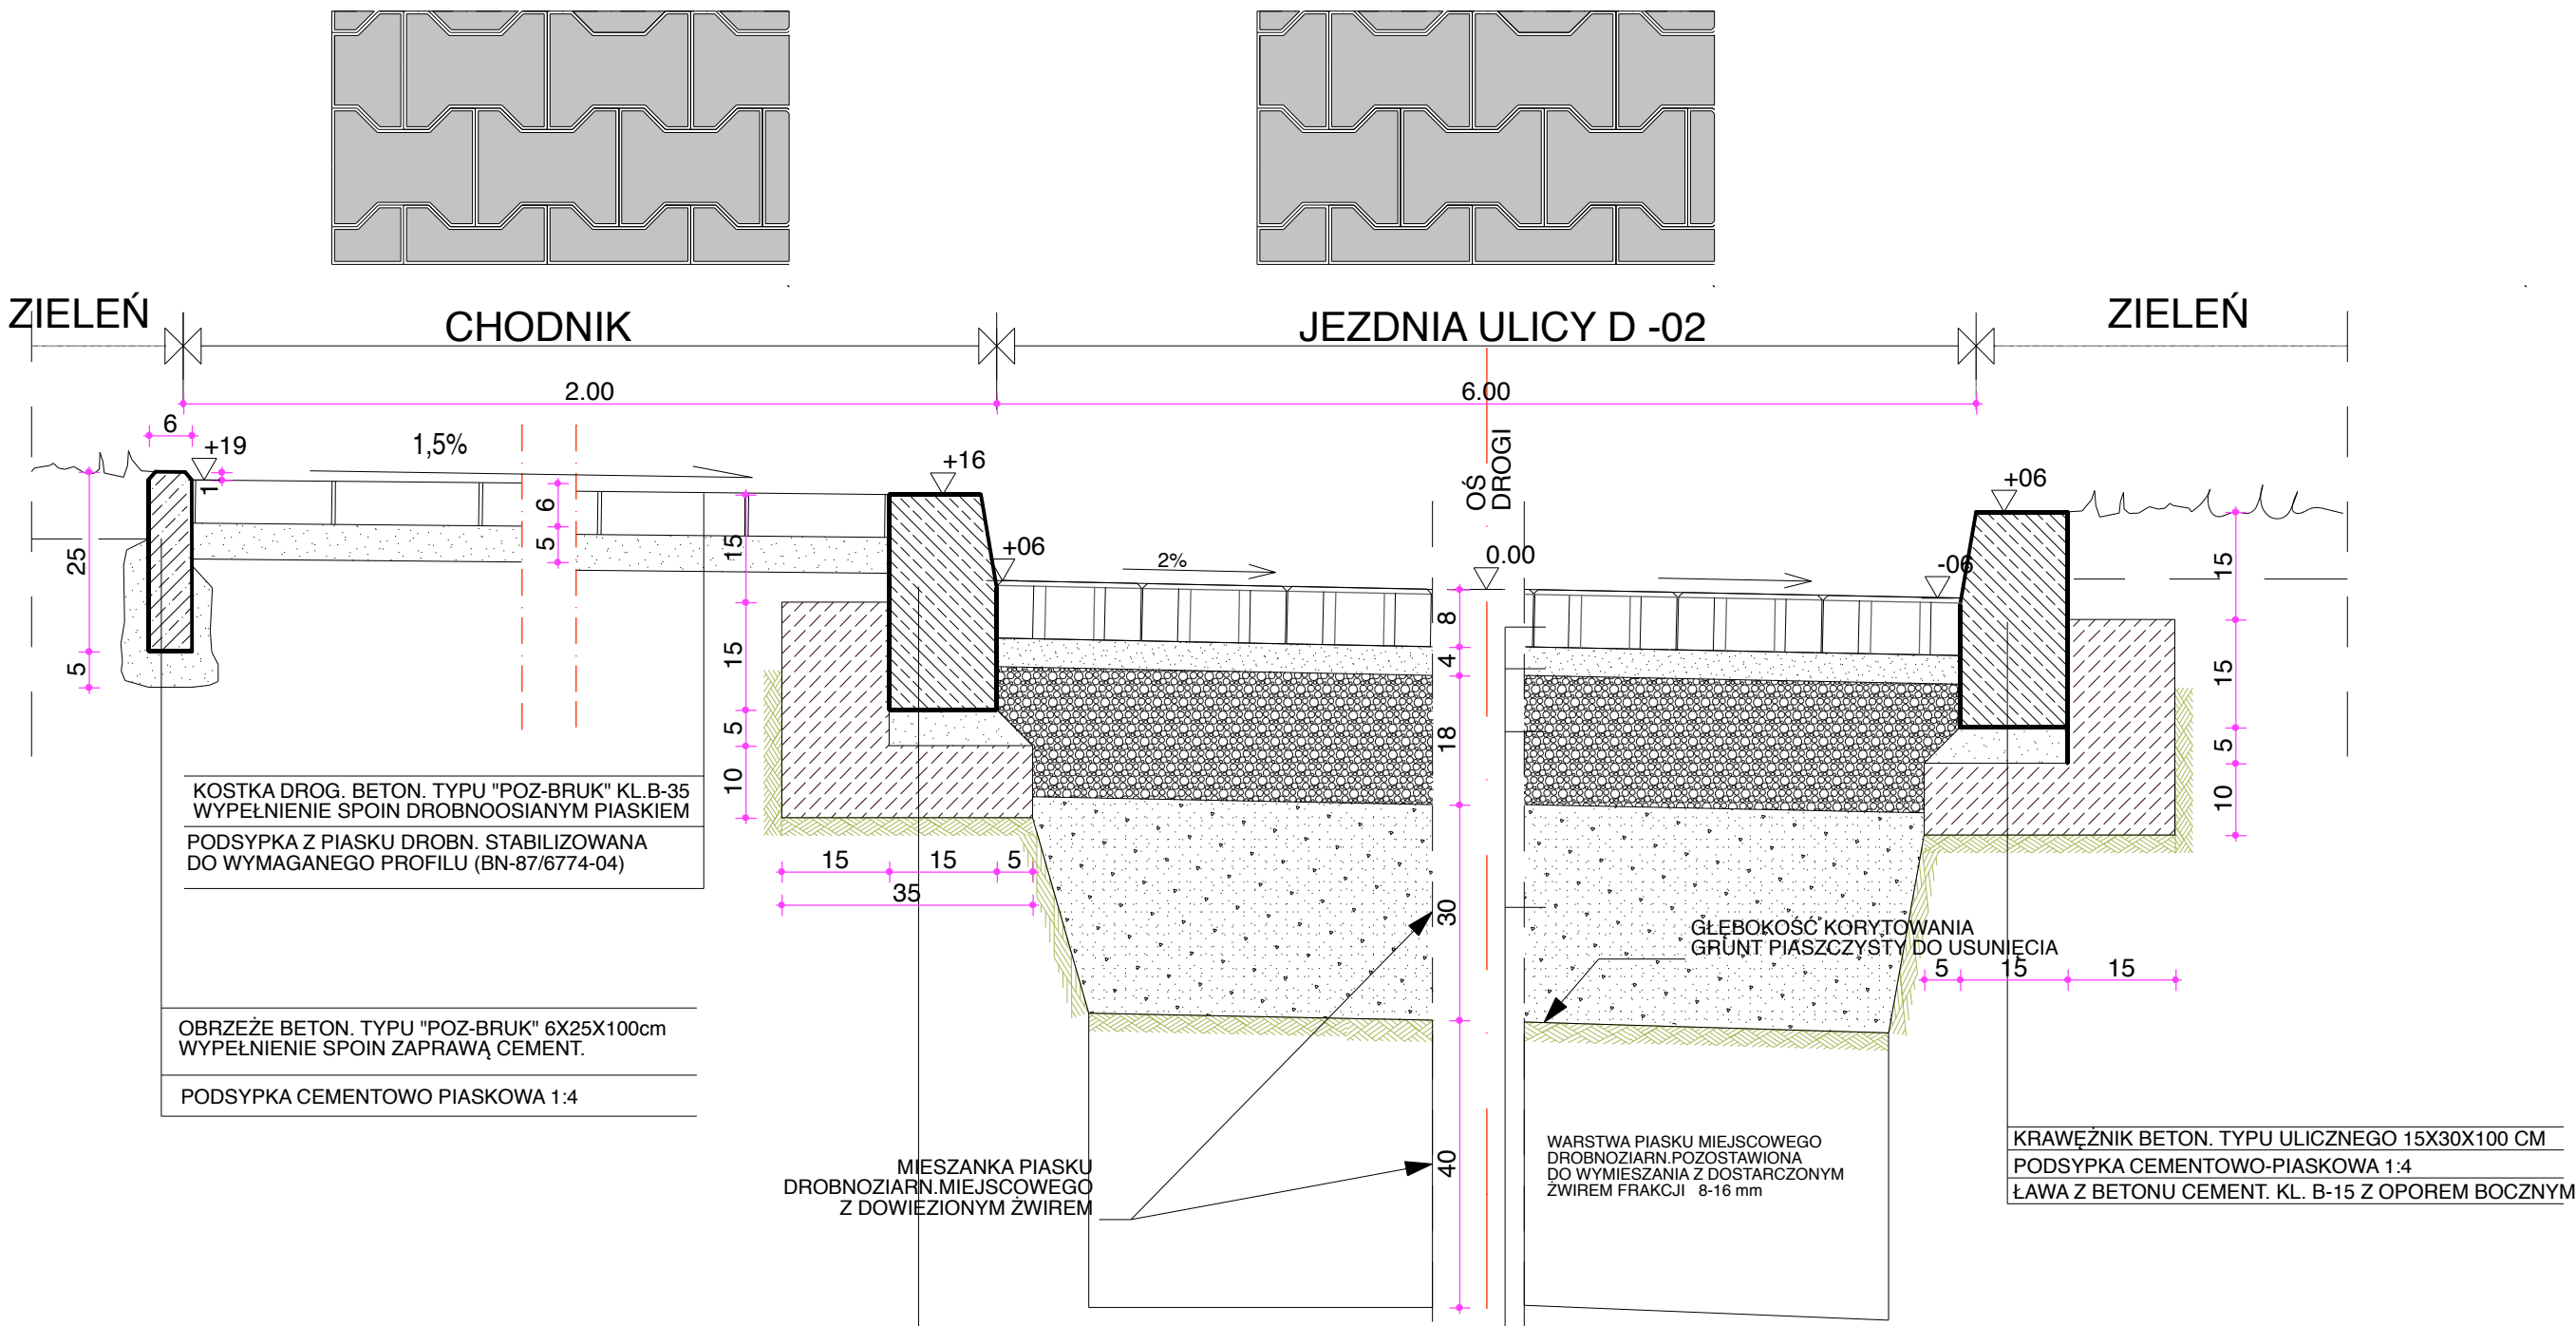 ZIELEŃ
CHODNIK
JEZDNIA ULICY D -02
ZIELEŃ
2.00
6.00
6
+19
1
1,5%
+16
+06
2%
OŚ
DROGI
0.00
-06
+06
25
5
6
5
15
15
5
10
8
4
18
30
40
15
15
5
10
15
15
5
35
5
15
15
KOSTKA DROG. BETON. TYPU "POZ-BRUK" KL.B-35
WYPEŁNIENIE SPOIN DROBNOOSIANYM PIASKIEM
PODSYPKA Z PIASKU DROBN. STABILIZOWANA
DO WYMAGANEGO PROFILU (BN-87/6774-04)
GŁĘBOKOŚĆ KORYTOWANIA
GRUNT PIASZCZYSTY DO USUNIĘCIA
OBRZEŻE BETON. TYPU "POZ-BRUK" 6X25X100cm
WYPEŁNIENIE SPOIN ZAPRAWĄ CEMENT.
PODSYPKA CEMENTOWO PIASKOWA 1:4
MIESZANKA PIASKU
DROBNOZIARN.MIEJSCOWEGO
Z DOWIEZIONYM ŻWIREM
WARSTWA PIASKU MIEJSCOWEGO
DROBNOZIARN.POZOSTAWIONA
DO WYMIESZANIA Z DOSTARCZONYM
ŻWIREM FRAKCJI 8-16 mm
KRAWĘŻNIK BETON. TYPU ULICZNEGO 15X30X100 CM
PODSYPKA CEMENTOWO-PIASKOWA 1:4
ŁAWA Z BETONU CEMENT. KL. B-15 Z OPOREM BOCZNYM